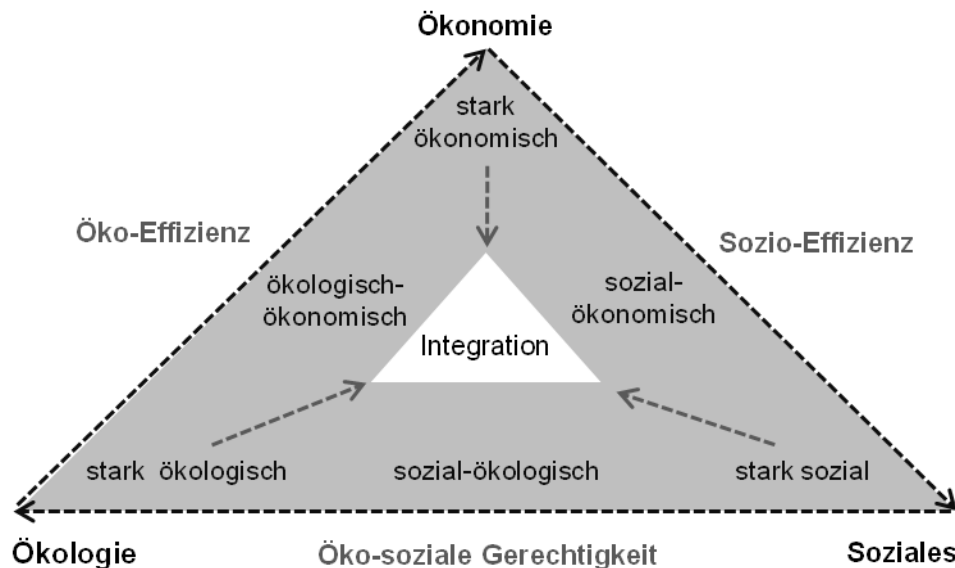 Ökonomie
stark
ökonomisch
Öko-Effizienz
Sozio-Effizienz
ökologisch-
ökonomisch
sozial-
ökonomisch
Integration
stark ökologisch
sozial-ökologisch
stark sozial
Ökologie
Öko-soziale Gerechtigkeit
Soziales